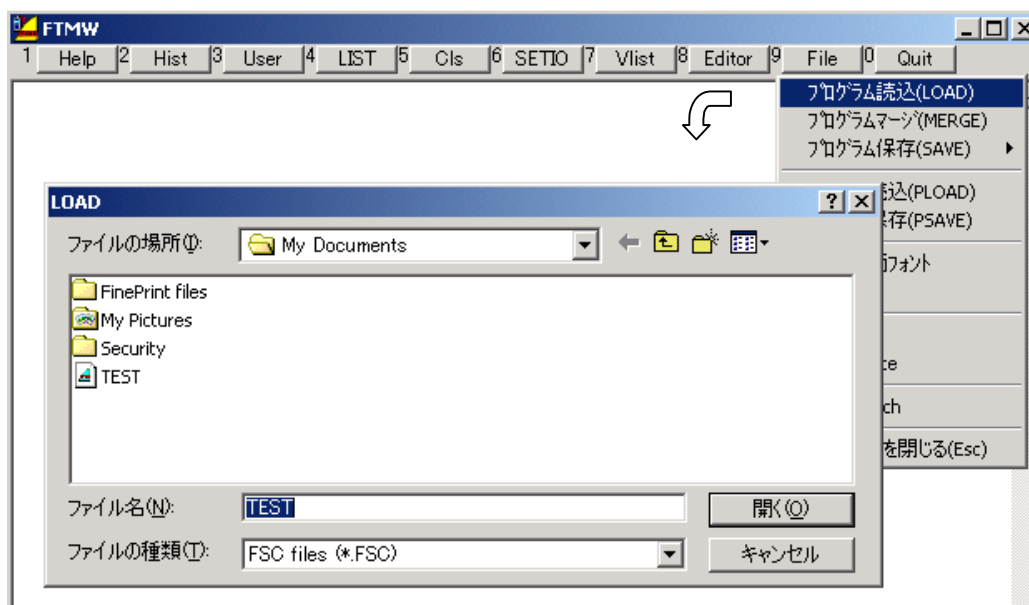 FTMW
1 Help 2 Hist 3 User 4 LIST 5 Cls 6 SETIO 7 Vlist 8 Editor 9 File 0 Quit
プログラム読込(LOAD)
プログラムマージ(MERGE)
プログラム保存(SAVE)
LOAD
読込(PLOAD)
ファイルの場所(I):
My Documents
保存(PSAVE)
FinePrint files
フォント
My Pictures
Security
TEST
ファイル名(N):
TEST
開く(O)
を閉じる(Esc)
ファイルの種類(T):
FSC files (*.FSC)
キャンセル